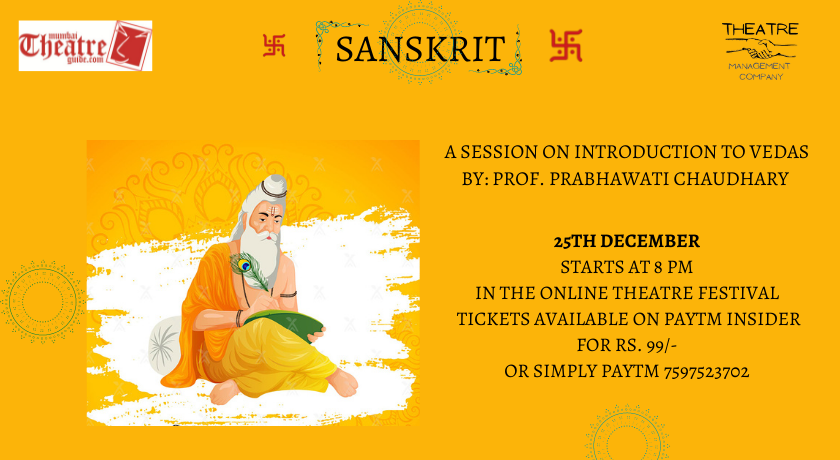 mumbai
Theatre
guide.com
SANSKRIT
THEATRE
MANAGEMENT
COMPANY
A SESSION ON INTRODUCTION TO VEDAS
BY: PROF. PRABHAWATI CHAUDHARY
25TH DECEMBER
STARTS AT 8 PM
IN THE ONLINE THEATRE FESTIVAL
TICKETS AVAILABLE ON PAYTM INSIDER
FOR RS. 99/-
OR SIMPLY PAYTM 7597523702